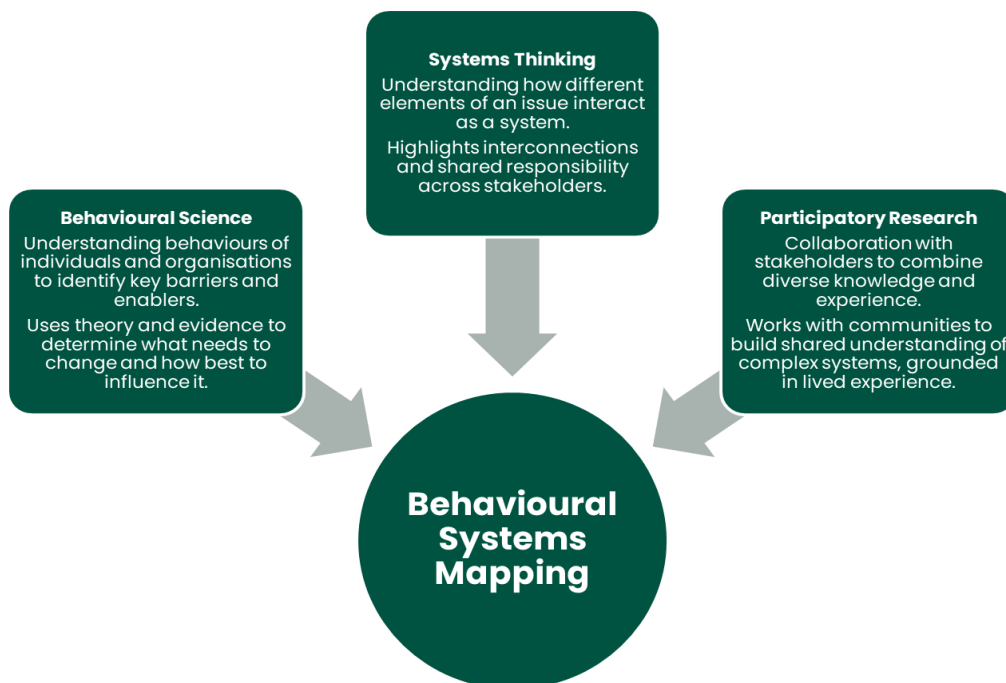 Systems Thinking
Understanding how different
elements of an issue interact
as a system.
Highlights interconnections
and shared responsibility
across stakeholders.
Behavioural Science
Understanding behaviours of
individuals and organisations
to identify key barriers and
enablers.
Uses theory and evidence to
determine what needs to
change and how best to
influence it.
Participatory Research
Collaboration with
stakeholders to combine
diverse knowledge and
experience.
Works with communities to
build shared understanding of
complex systems, grounded
in lived experience.
Behavioural
Systems
Mapping